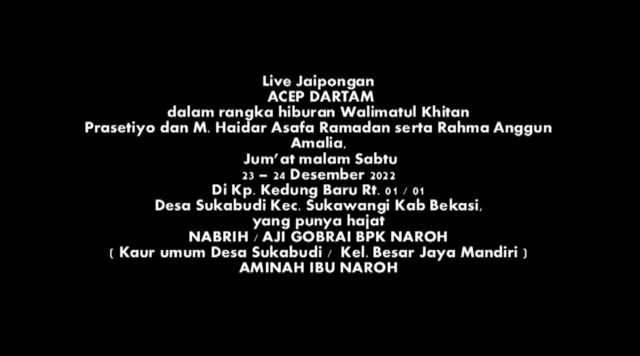 Live Jaipongan
ACEP DARTAM
dalam rangka hiburan Walimatul Khitan
Prasetiyo dan M. Haidar Asafa Ramadan serta Rahma Anggun
Amalia,
Jum'at malam Sabtu
23 – 24 Desember 2022
Di Kp. Kedung Baru Rt. 01 / 01
Desa Sukabudi Kec. Sukawangi Kab Bekasi,
yang punya hajat
NABRIH / AJI GOBRAI BPK NAROH
( Kaur umum Desa Sukabudi / Kel. Besar Jaya Mandiri )
AMINAH IBU NAROH